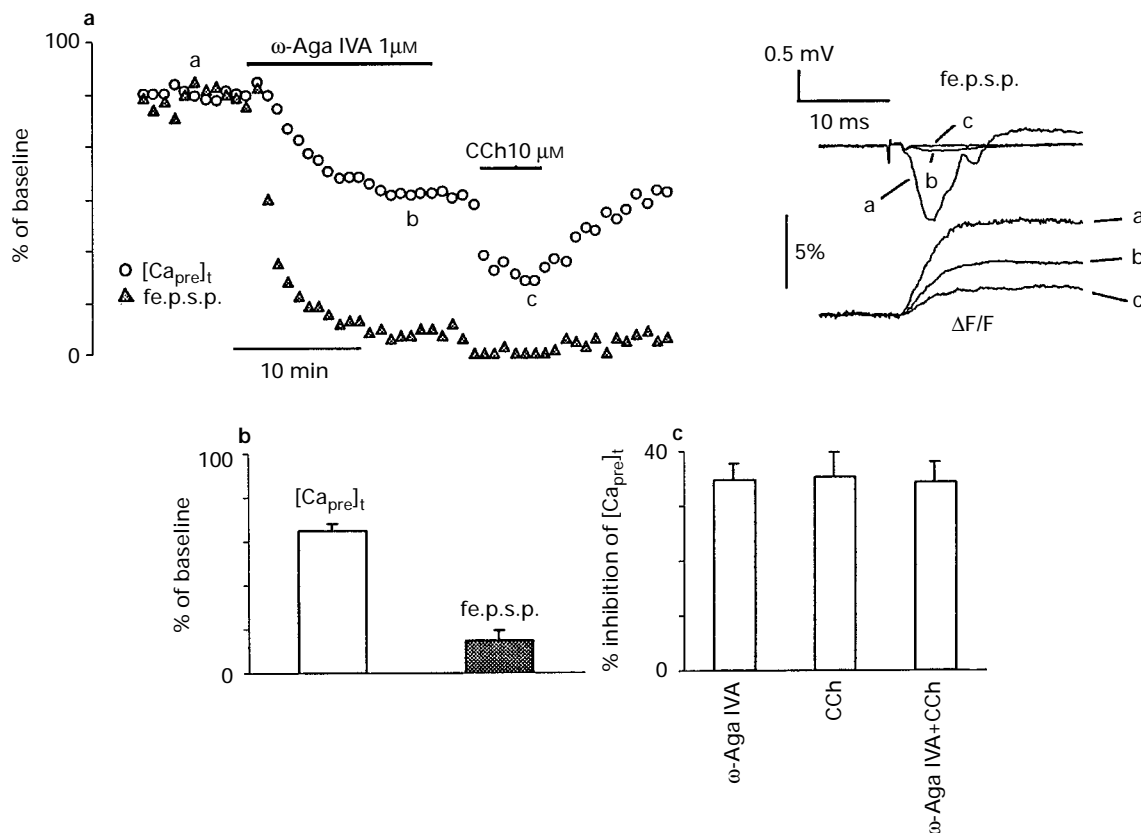 a
100
% of baseline
0
a
ω-Aga IVA 1μM
CCh10 μM
b
c
[Ca_pre]_t
fe.p.s.p.
10 min
0.5 mV
10 ms
fe.p.s.p.
c
b
a
5%
a
b
c
ΔF/F
b
100
% of baseline
0
[Ca_pre]_t
fe.p.s.p.
c
40
% inhibition of [Ca_pre]_t
0
ω-Aga IVA
CCh
ω-Aga IVA+CCh